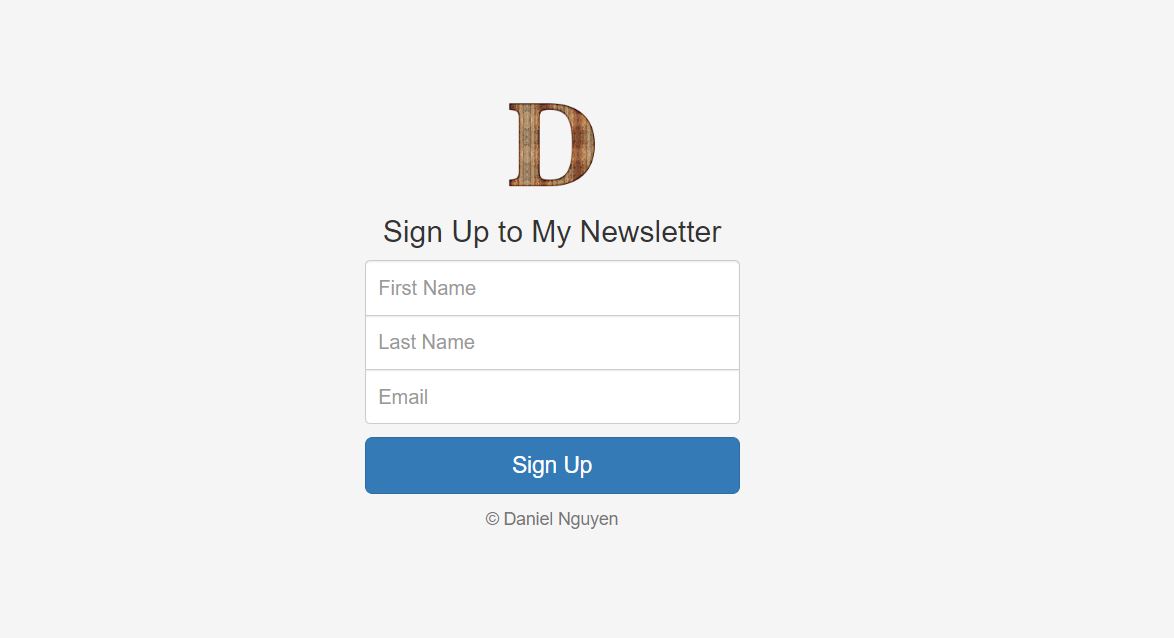 D
Sign Up to My Newsletter
First Name
Last Name
Email
Sign Up
© Daniel Nguyen